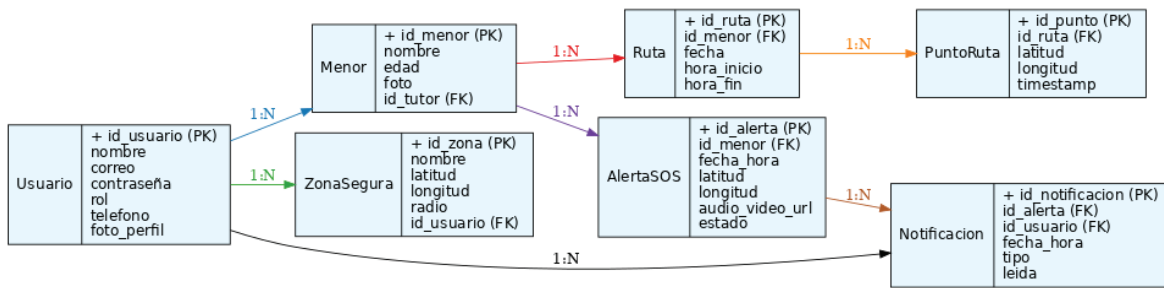 Usuario
+ id_usuario (PK)
nombre
correo
contraseña
rol
telefono
foto_perfil
1:N
1:N
1:N
Menor
+ id_menor (PK)
nombre
edad
foto
id_tutor (FK)
ZonaSegura
+ id_zona (PK)
nombre
latitud
longitud
radio
id_usuario (FK)
1:N
1:N
Ruta
+ id_ruta (PK)
id_menor (FK)
fecha
hora_inicio
hora_fin
AlertaSOS
+ id_alerta (PK)
id_menor (FK)
fecha_hora
latitud
longitud
audio_video_url
estado
1:N
1:N
PuntoRuta
+ id_punto (PK)
id_ruta (FK)
latitud
longitud
timestamp
Notificacion
+ id_notificacion (PK)
id_alerta (FK)
id_usuario (FK)
fecha_hora
tipo
leida